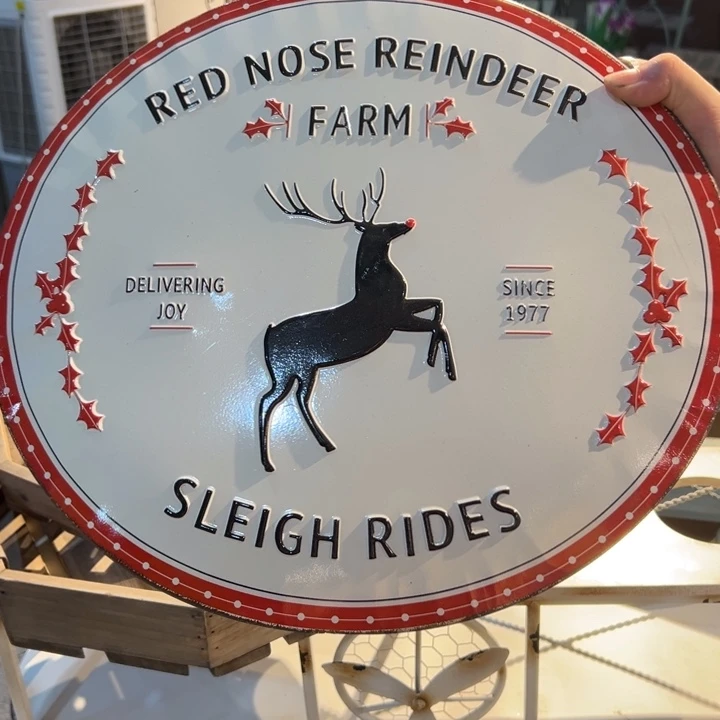 RED NOSE REINDEER
FARM
DELIVERING
JOY
SINCE
1977
SLEIGH RIDES